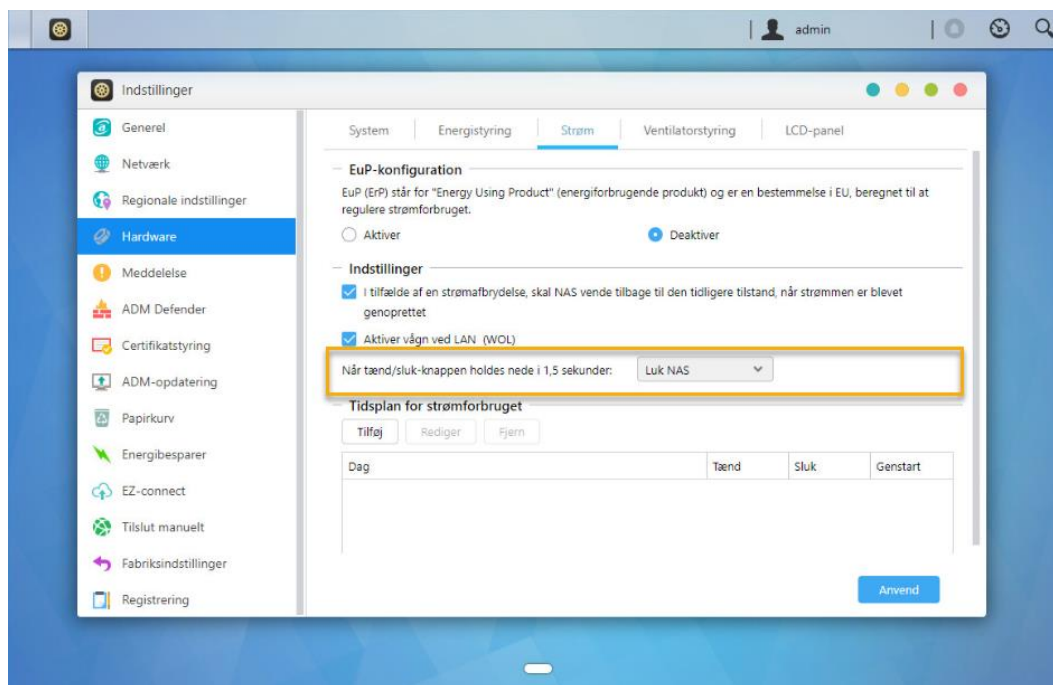 admin
Indstillinger
Generel
Netværk
Regionale indstillinger
Hardware
Meddelelse
ADM Defender
Certifikatstyring
ADM-opdatering
Papirkurv
Energibesparer
EZ-connect
Tilslut manuelt
Fabriksindstillinger
Registrering
System Energistyring Strøm Ventilatorstyring LCD-panel
EuP-konfiguration
EuP (ErP) står for "Energy Using Product" (energiforbrugende produkt) og er en bestemmelse i EU, beregnet til at
regulere strømforbruget.
Aktiver Deaktiver
Indstillinger
I tilfælde af en strømafbrydelse, skal NAS vende tilbage til den tidligere tilstand, når strømmen er blevet
genoprettet
Aktiver vågn ved LAN (WOL)
Når tænd/sluk-knappen holdes nede i 1,5 sekunder: Luk NAS
Tidsplan for strømforbruget
Tilføj Rediger Fjern
Dag Tænd Sluk Genstart
Anvend